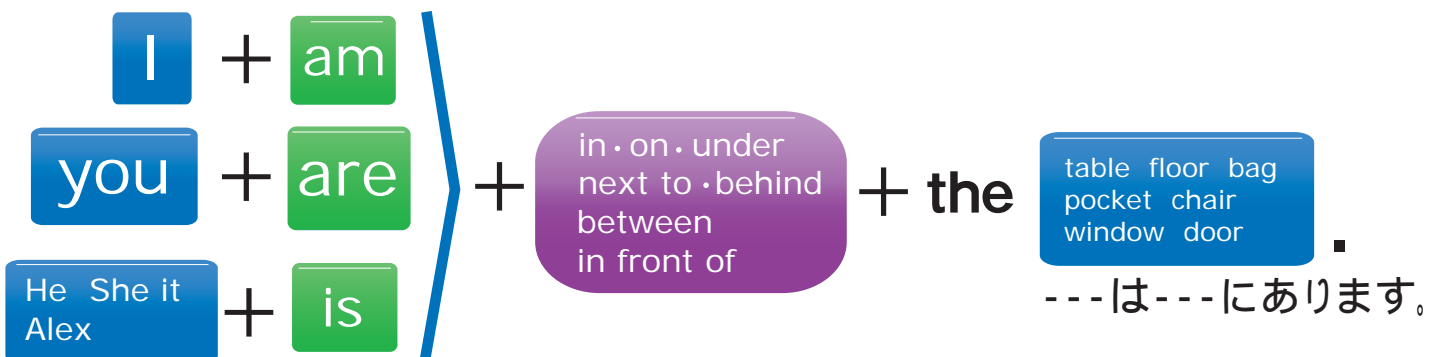 I + am
you + are
He She it
Alex
+ is
+
in・on・under
next to・behind
between
in front of
+ the
table floor bag
pocket chair
window door
.
---は---にあります。